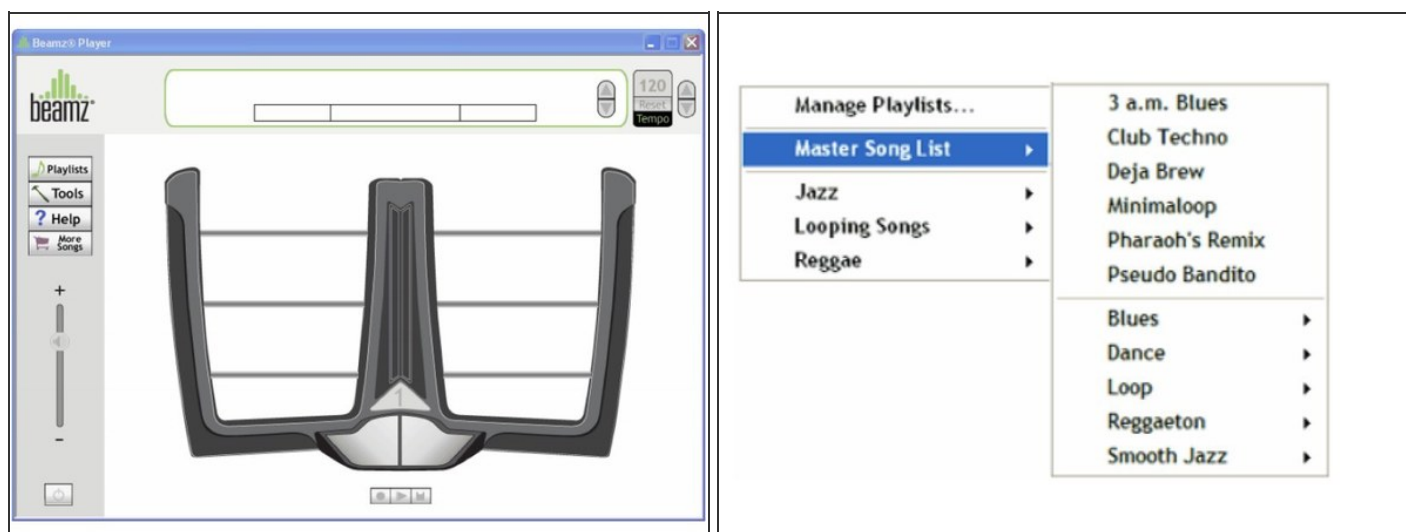 Beamz® Player
beamz
120
Reset
Tempo
Playlists
Tools
? Help
More
Songs
+
-
1
Manage Playlists...
Master Song List
Jazz
Looping Songs
Reggae
3 a.m. Blues
Club Techno
Deja Brew
Minimaloop
Pharaoh's Remix
Pseudo Bandito
Blues
Dance
Loop
Reggaeton
Smooth Jazz